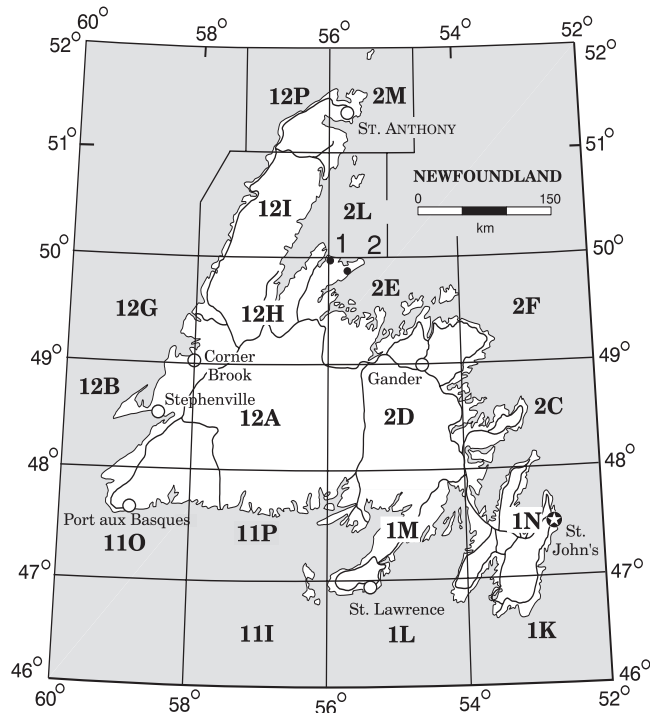 60° 58° 56° 54° 52°
52° 52°
12P 2M
ST. ANTHONY
51° 51°
NEWFOUNDLAND
0 150
km
12I
2L
50° 1 2 50°
2E
12G 12H 2F
49° Corner 49°
Brook
Gander
12B
Stephenville
12A 2D 2C
48° 48°
Port aux Basques
11O 11P 1M 1N St.
John's
47° 47°
St. Lawrence
11I 1L 1K
46° 46°
60° 58° 56° 54° 52°